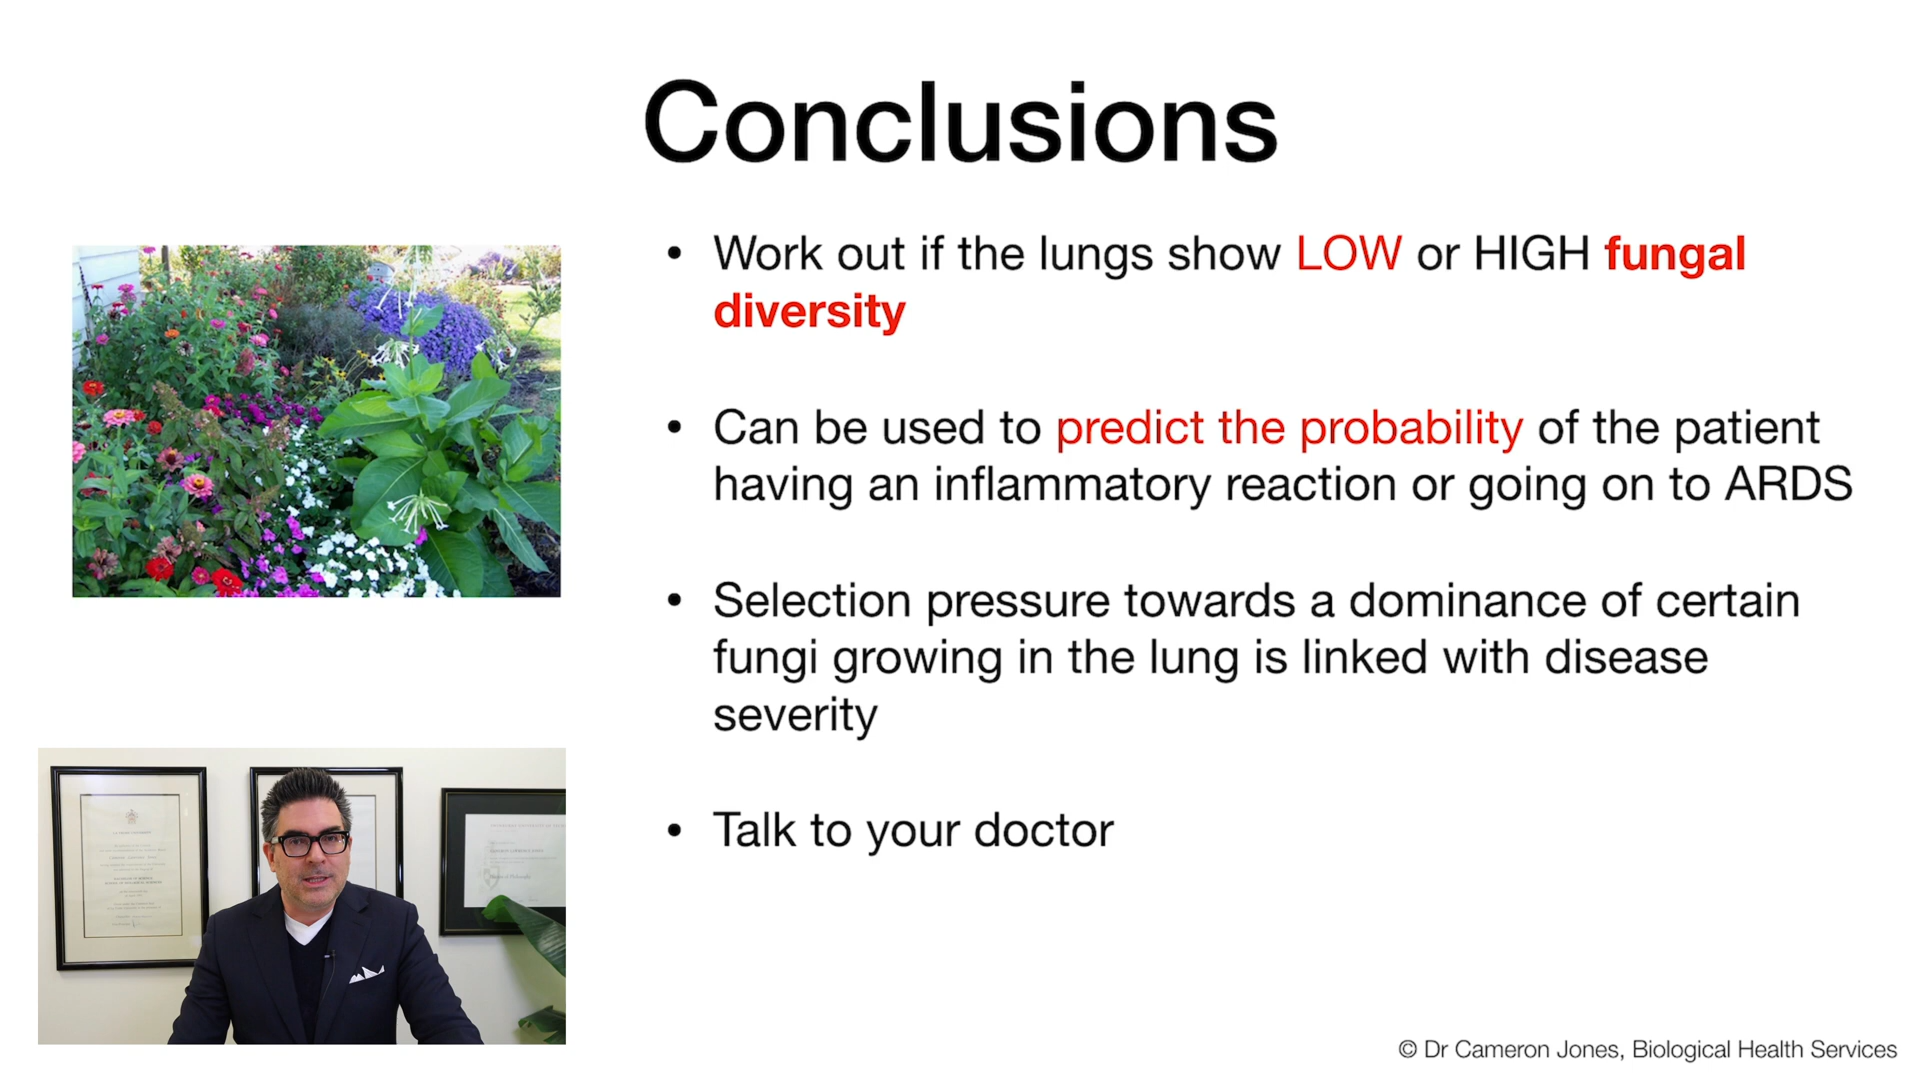 Conclusions
• Work out if the lungs show LOW or HIGH fungal
diversity
• Can be used to predict the probability of the patient
having an inflammatory reaction or going on to ARDS
• Selection pressure towards a dominance of certain
fungi growing in the lung is linked with disease
severity
• Talk to your doctor
© Dr Cameron Jones, Biological Health Services